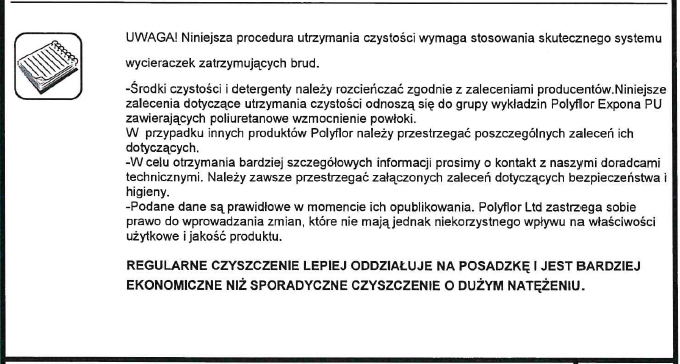 UWAGA! Niniejsza procedura utrzymania czystości wymaga stosowania skutecznego systemu
wycieraczek zatrzymujących brud.
-Środki czystości i detergenty należy rozcieńczać zgodnie z zaleceniami producentów.Niniejsze
zalecenia dotyczące utrzymania czystości odnoszą się do grupy wykładzin Polyflor Expona PU
zawierających poliuretanowe wzmocnienie powłoki.
W przypadku innych produktów Polyflor należy przestrzegać poszczególnych zaleceń ich
dotyczących.
-W celu otrzymania bardziej szczegółowych informacji prosimy o kontakt z naszymi doradcami
technicznymi. Należy zawsze przestrzegać załączonych zaleceń dotyczących bezpieczeństwa i
higieny.
-Podane dane są prawidłowe w momencie ich opublikowania. Polyflor Ltd zastrzega sobie
prawo do wprowadzania zmian, które nie mają jednak niekorzystnego wpływu na właściwości
użytkowe i jakość produktu.
REGULARNE CZYSZCZENIE LEPIEJ ODDZIAŁUJE NA POSADZKĘ I JEST BARDZIEJ
EKONOMICZNE NIŻ SPORADYCZNE CZYSZCZENIE O DUŻYM NATĘŻENIU.